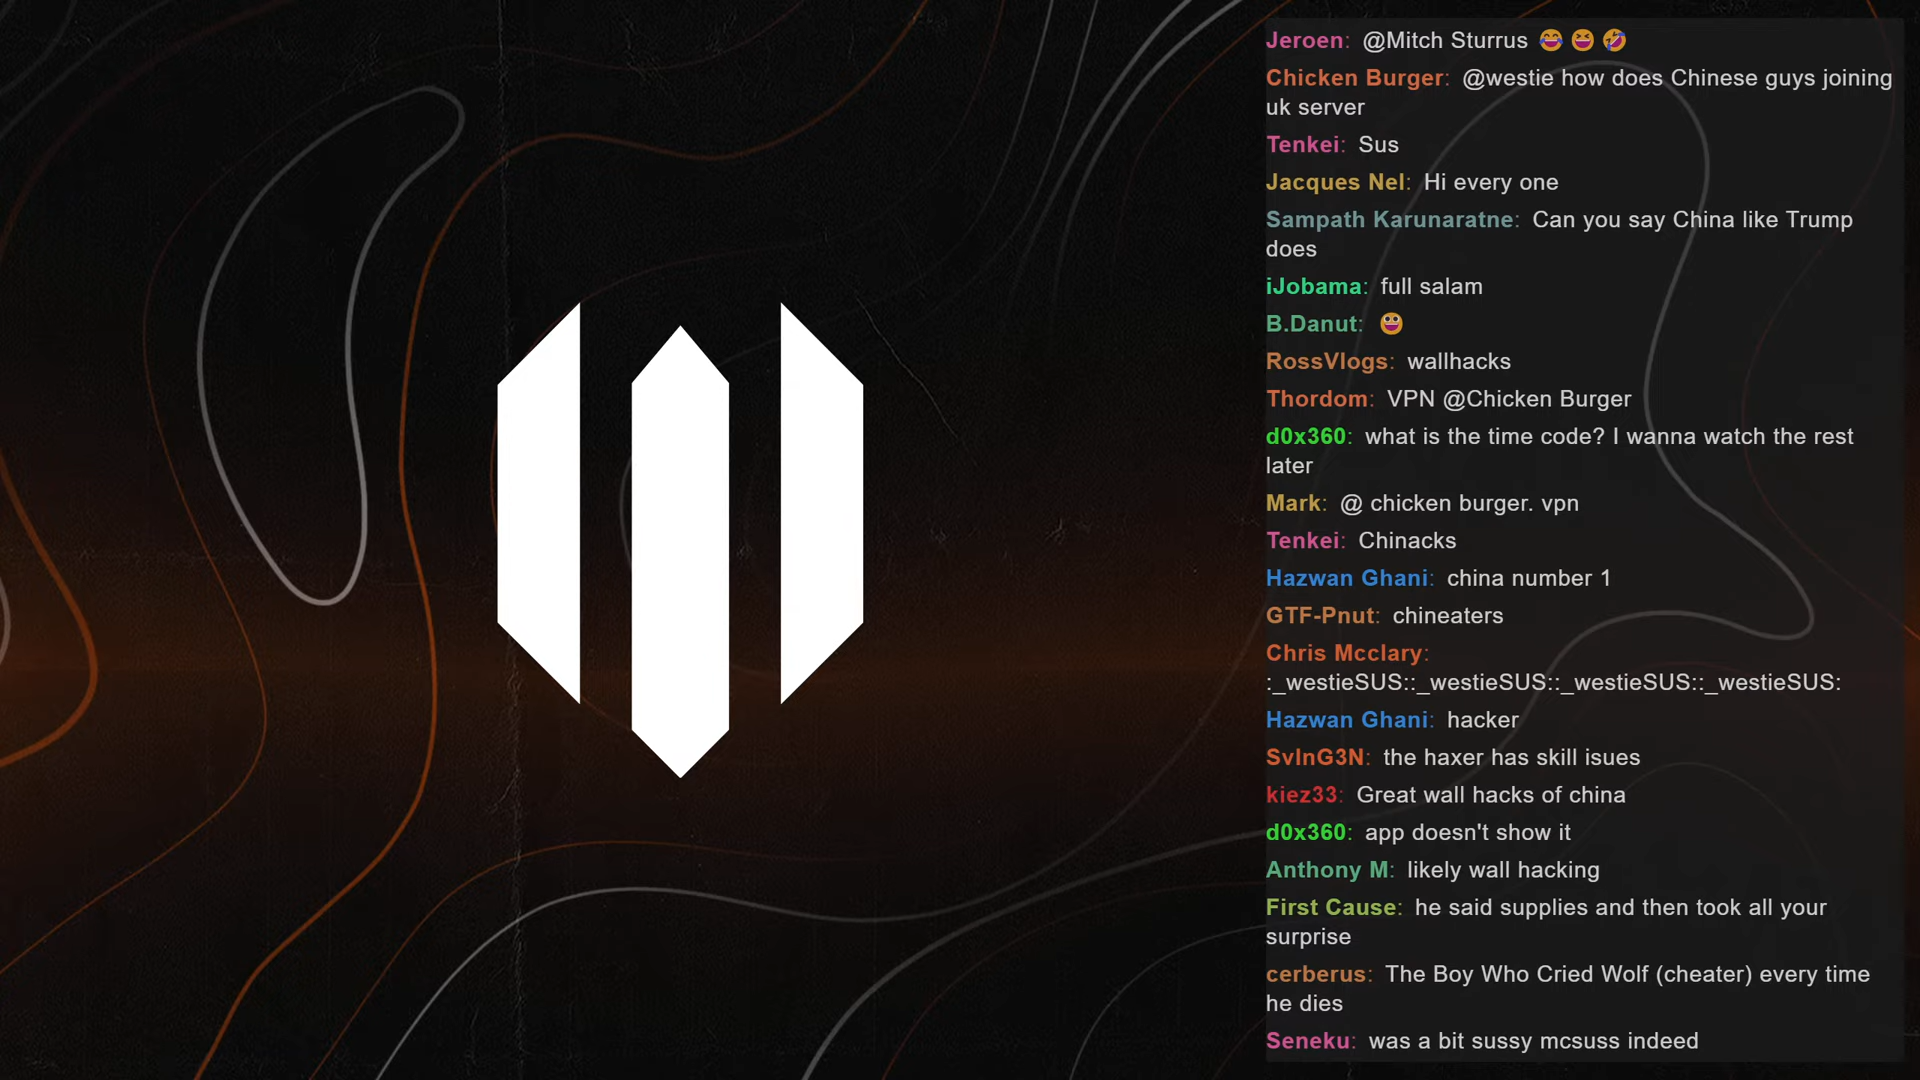 Jeroen: @Mitch Sturrus 😂 😆 🤣
Chicken Burger: @westie how does Chinese guys joining
uk server
Tenkei: Sus
Jacques Nel: Hi every one
Sampath Karunaratne: Can you say China like Trump
does
iJobama: full salam
B.Danut: 😀
RossVlogs: wallhacks
Thordom: VPN @Chicken Burger
d0x360: what is the time code? I wanna watch the rest
later
Mark: @ chicken burger. vpn
Tenkei: Chinacks
Hazwan Ghani: china number 1
GTF-Pnut: chineaters
Chris Mcclary:
:_westieSUS::_westieSUS::_westieSUS::_westieSUS:
Hazwan Ghani: hacker
SvInG3N: the haxer has skill isues
kiez33: Great wall hacks of china
d0x360: app doesn't show it
Anthony M: likely wall hacking
First Cause: he said supplies and then took all your
surprise
cerberus: The Boy Who Cried Wolf (cheater) every time
he dies
Seneku: was a bit sussy mcsuss indeed